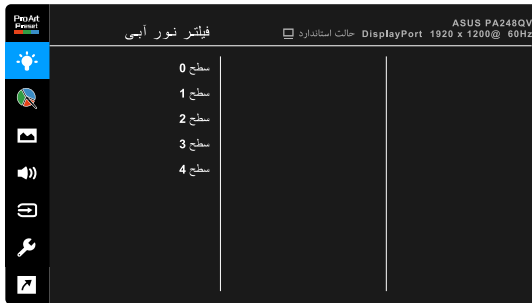 ProArt
Preset
فیلتر نور آبی
ASUS PA248QV
حالت استاندارد DisplayPort 1920 x 1200@ 60Hz
سطح 0
سطح 1
سطح 2
سطح 3
سطح 4